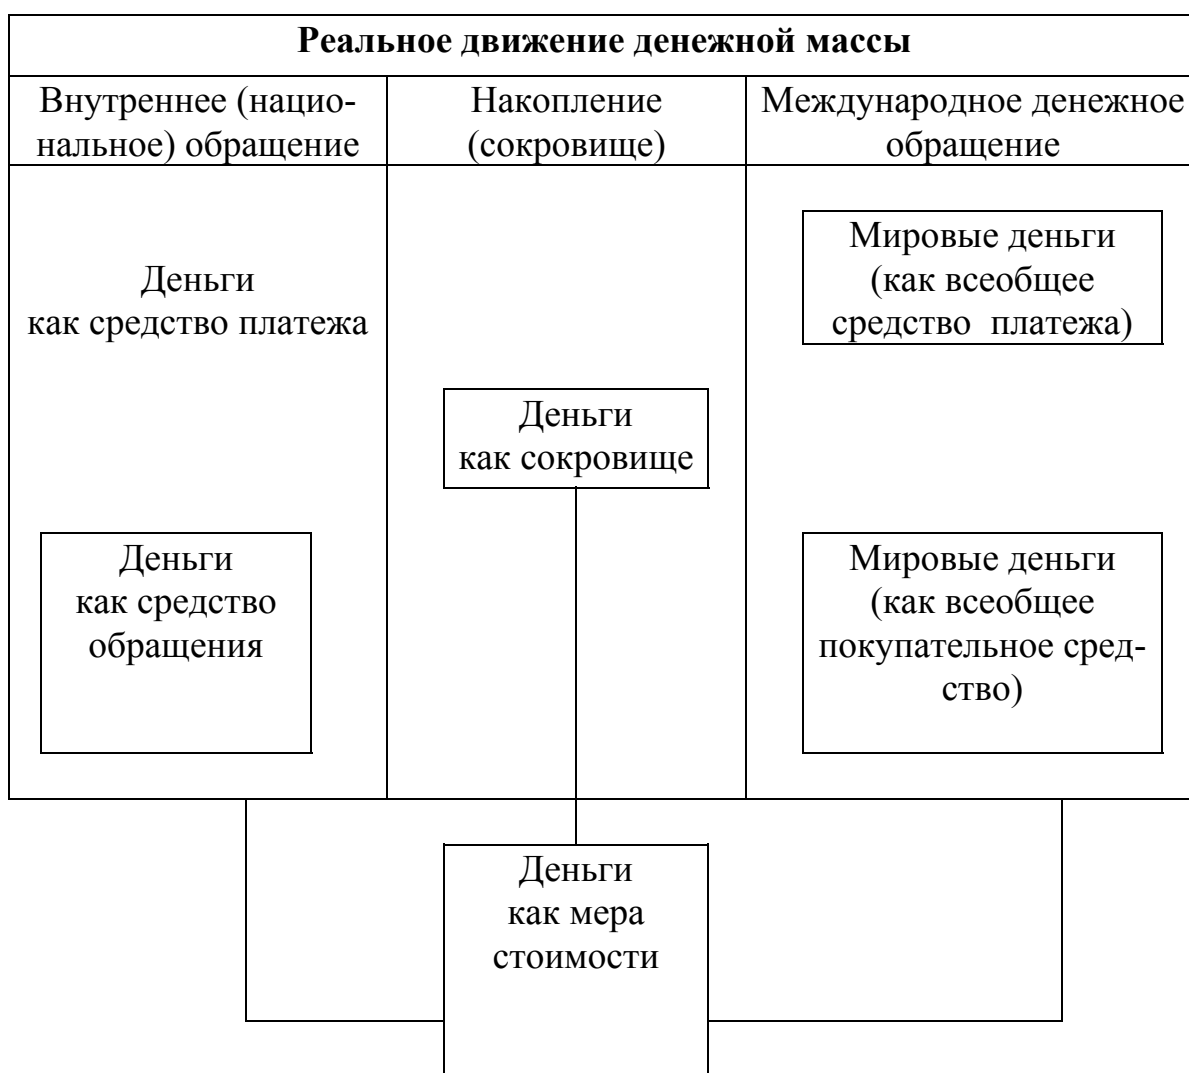 Реальное движение денежной массы
Внутреннее (нацио-
нальное) обращение
Накопление
(сокровище)
Международное денежное
обращение
Деньги
как средство платежа
Мировые деньги
(как всеобщее
средство платежа)
Деньги
как сокровище
Деньги
как средство
обращения
Мировые деньги
(как всеобщее
покупательное сред-
ство)
Деньги
как мера
стоимости